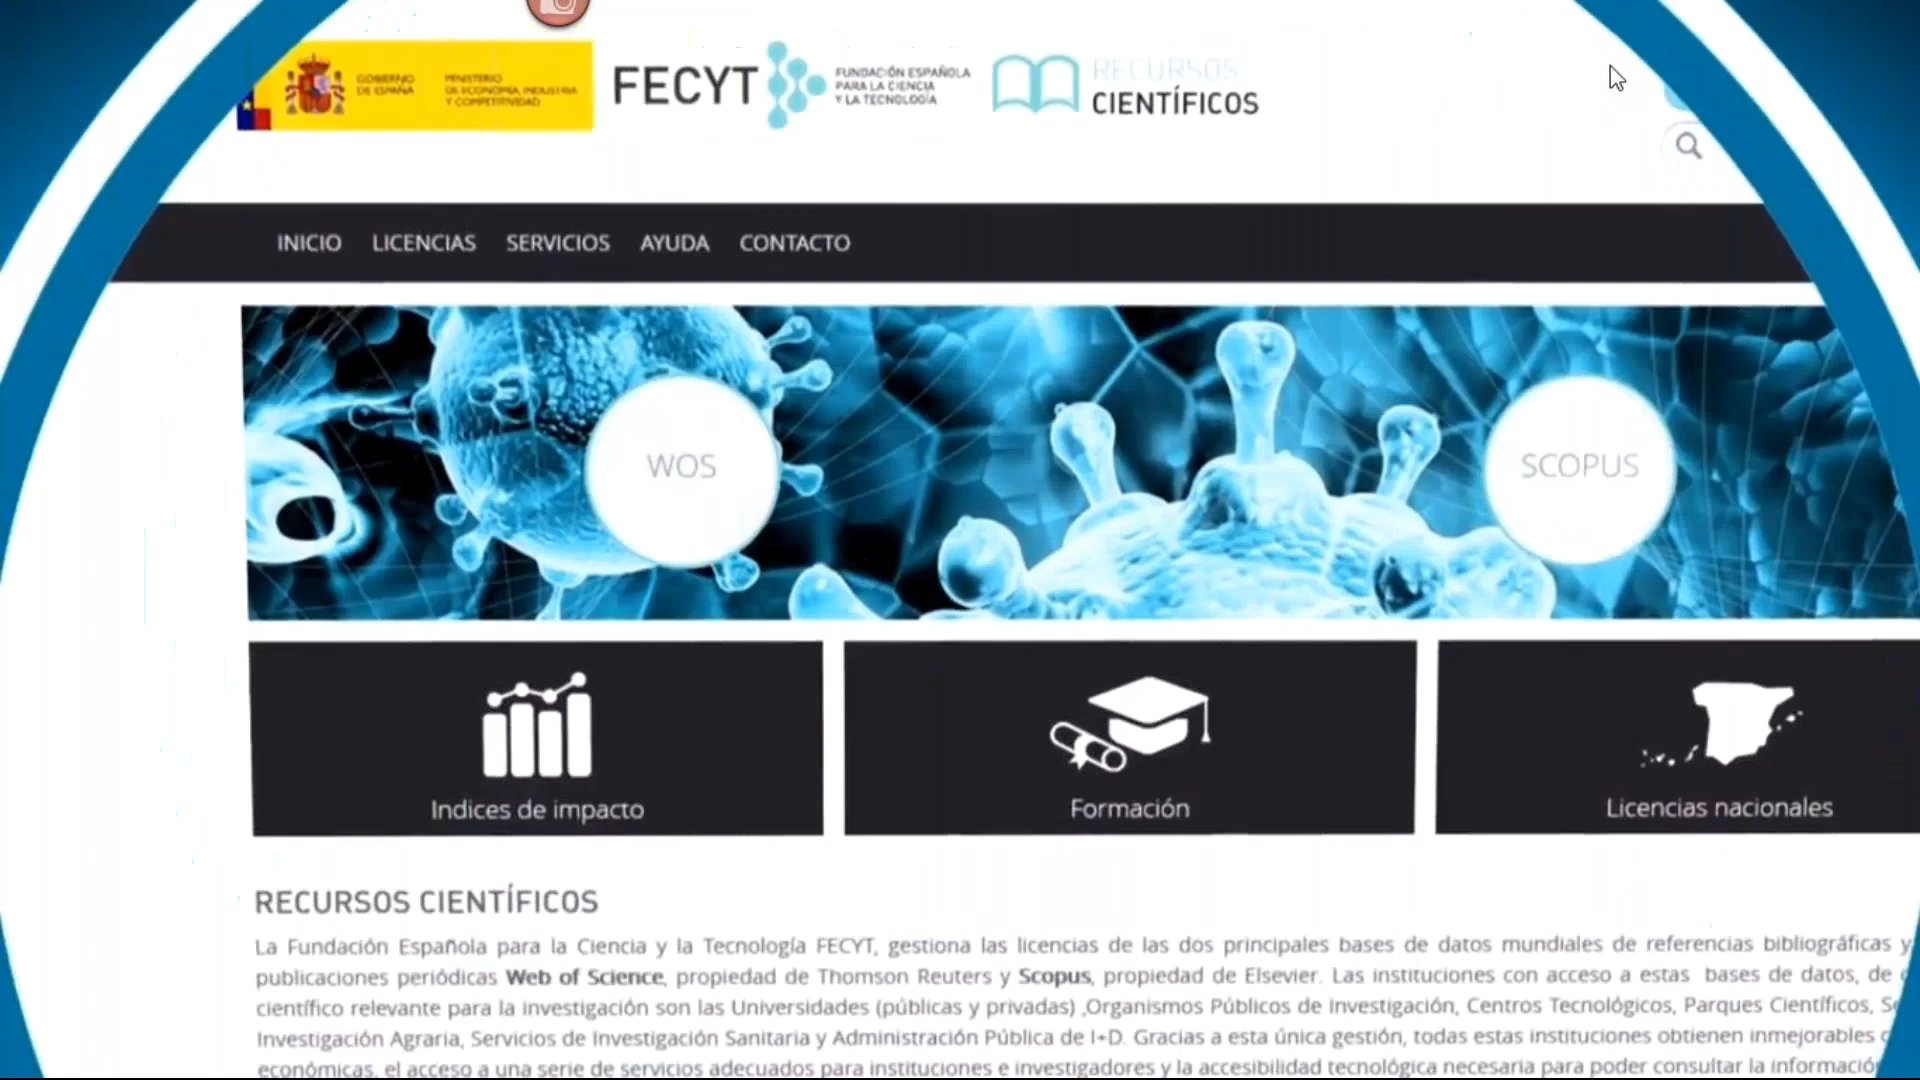 GOBIERNO
DE ESPAÑA
MINISTERIO
DE ECONOMÍA, INDUSTRIA
Y COMPETITIVIDAD
FECYT
FUNDACIÓN ESPAÑOLA
PARA LA CIENCIA
Y LA TECNOLOGÍA
RECURSOS
CIENTÍFICOS
INICIO LICENCIAS SERVICIOS AYUDA CONTACTO
WOS
SCOPUS
Indices de impacto
Formación
Licencias nacionales
RECURSOS CIENTÍFICOS
La Fundación Española para la Ciencia y la Tecnología FECYT, gestiona las licencias de las dos principales bases de datos mundiales de referencias bibliográficas y
publicaciones periódicas Web of Science, propiedad de Thomson Reuters y Scopus, propiedad de Elsevier. Las instituciones con acceso a estas bases de datos, de
científico relevante para la investigación son las Universidades (públicas y privadas) ,Organismos Públicos de Investigación, Centros Tecnológicos, Parques Científicos,
Investigación Agraria, Servicios de Investigación Sanitaria y Administración Pública de I+D. Gracias a esta única gestión, todas estas instituciones obtienen inmejorables
económicas, el acceso a una serie de servicios adecuados para instituciones e investigadores y la accesibilidad tecnológica necesaria para poder consultar la información